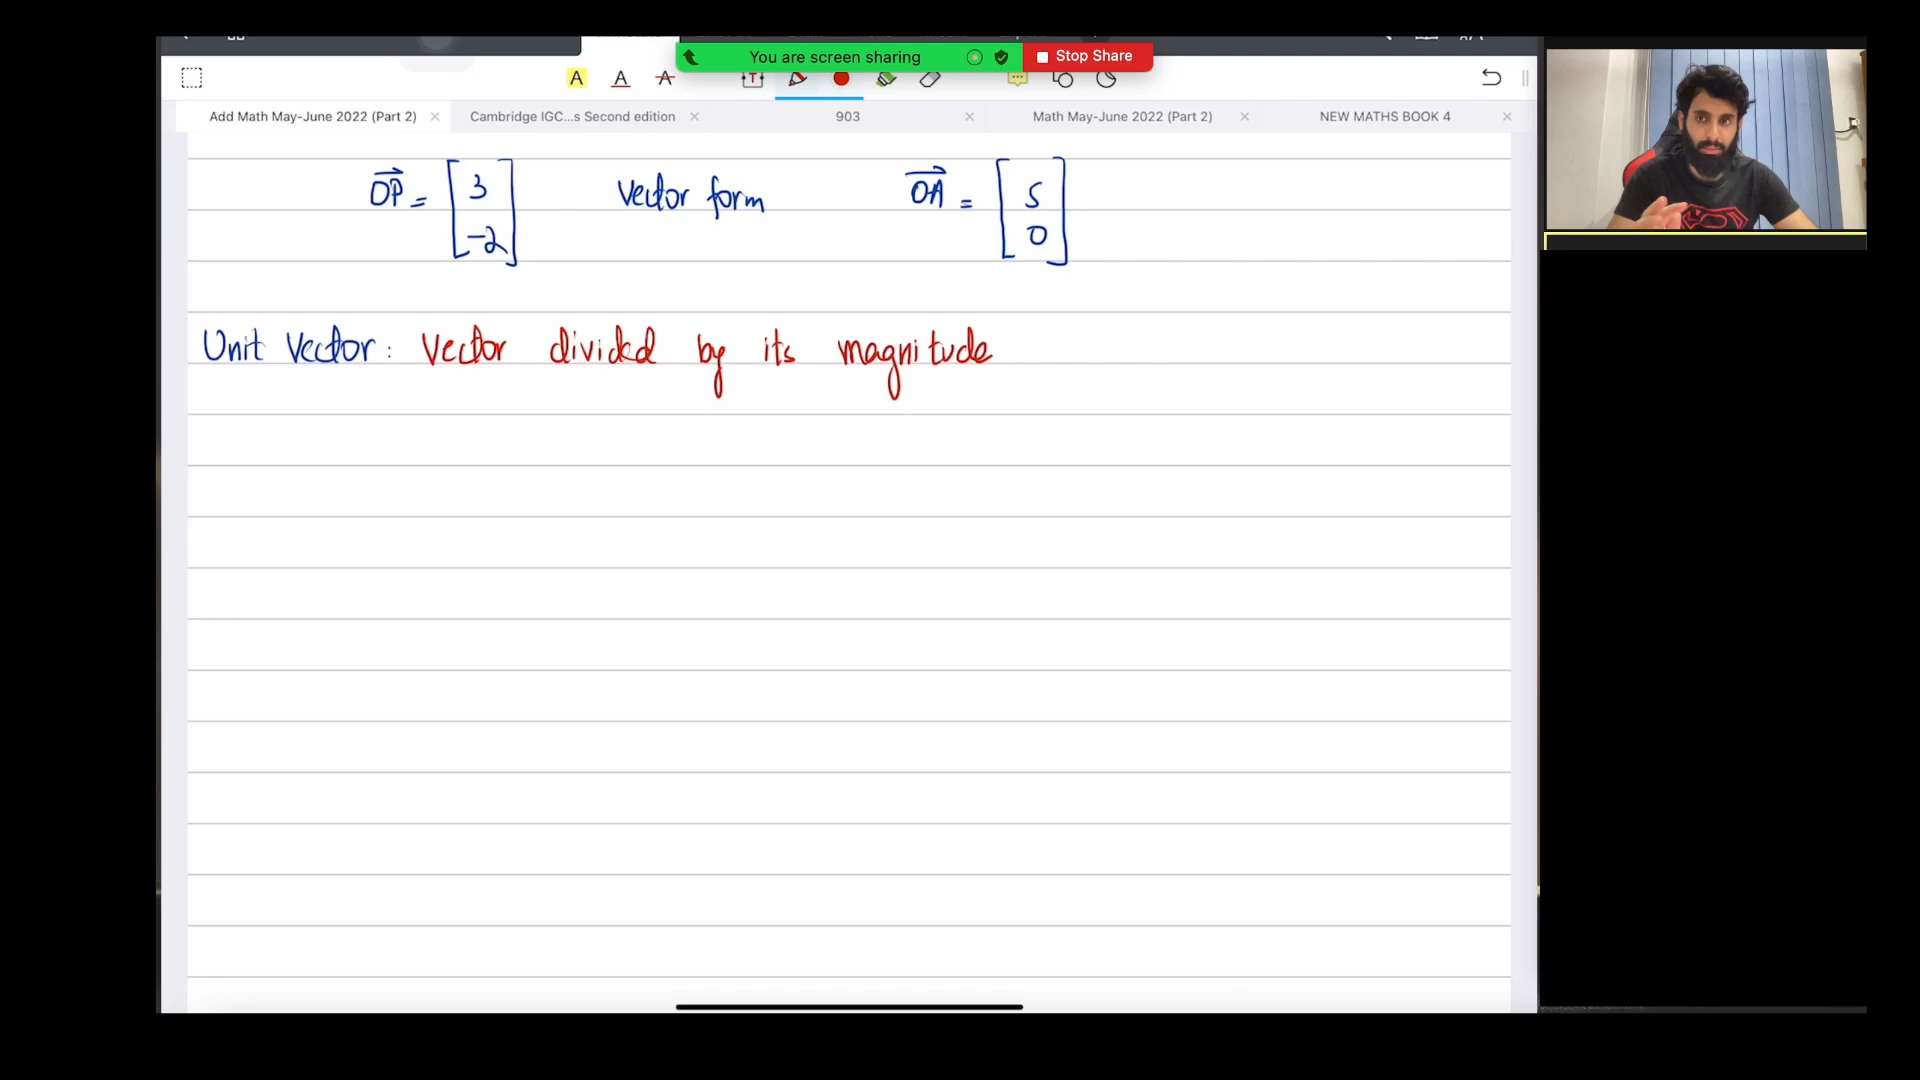 You are screen sharing Stop Share
A A A T
Add Math May-June 2022 (Part 2) Cambridge IGC...s Second edition 903 Math May-June 2022 (Part 2) NEW MATHS BOOK 4
OP = [3 -2] Vector form OA = [5 0]
Unit Vector: Vector divided by its magnitude